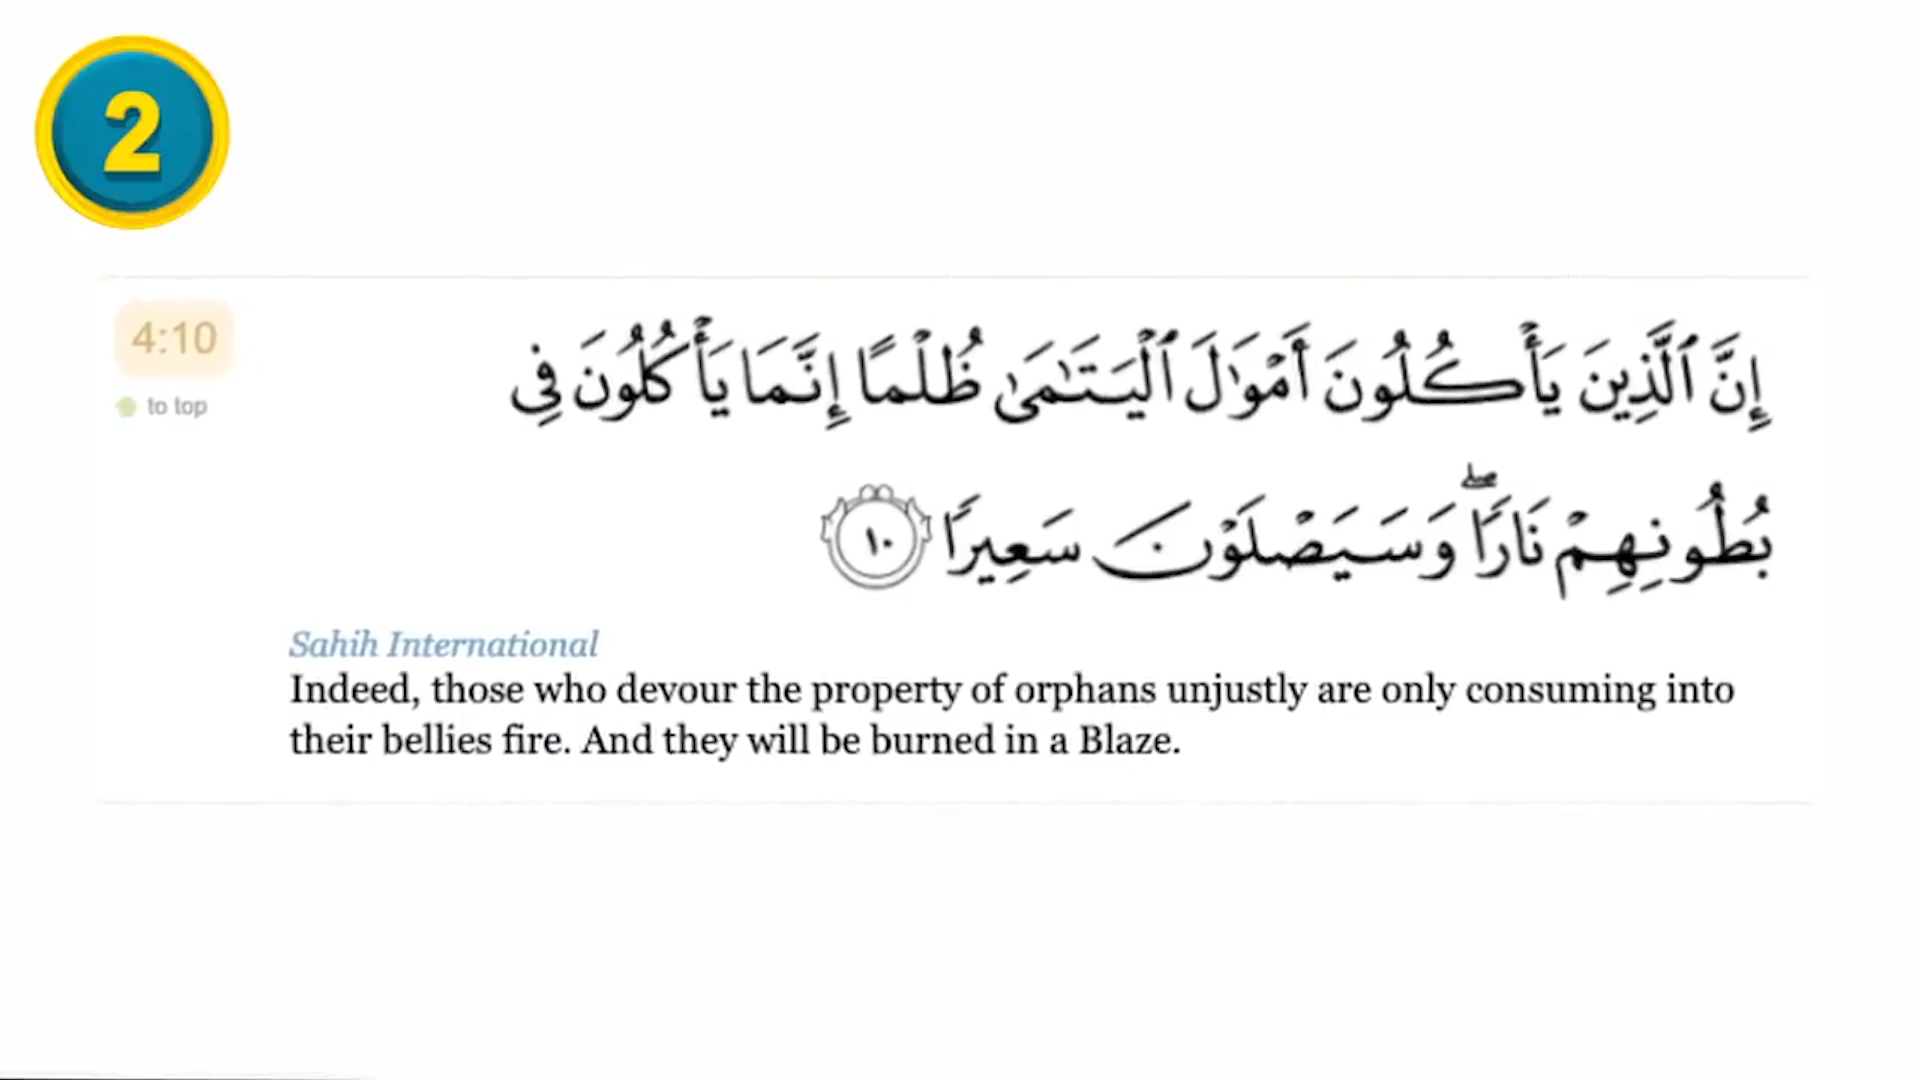 2
4:10
to top
إِنَّ ٱلَّذِينَ يَأْكُلُونَ أَمْوَٰلَ ٱلْيَتَـٰمَىٰ ظُلْمًا إِنَّمَا يَأْكُلُونَ فِى
بُطُونِهِمْ نَارًا ۖ وَسَيَصْلَوْنَ سَعِيرًا ١٠
Sahih International
Indeed, those who devour the property of orphans unjustly are only consuming into
their bellies fire. And they will be burned in a Blaze.